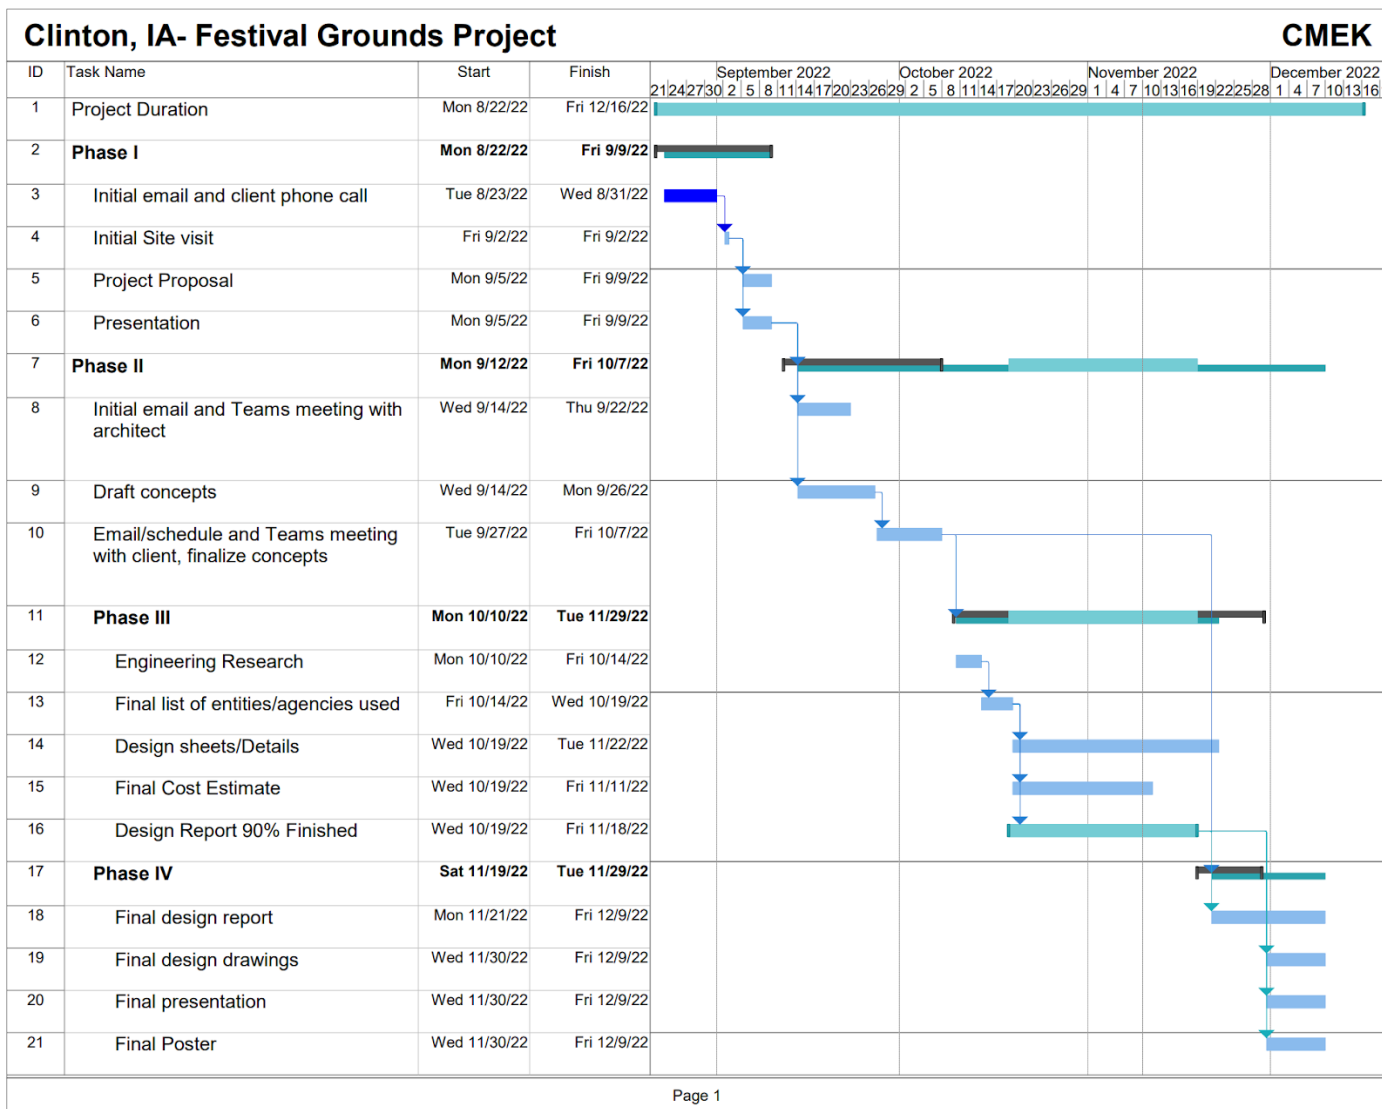 Clinton, IA- Festival Grounds Project CMEK
ID Task Name Start Finish September 2022 October 2022 November 2022 December 2022
21 24 27 30 2 5 8 11 14 17 20 23 26 29 2 5 8 11 14 17 20 23 26 29 1 4 7 10 13 16 19 22 25 28 1 4 7 10 13 16
1 Project Duration Mon 8/22/22 Fri 12/16/22
2 Phase I Mon 8/22/22 Fri 9/9/22
3 Initial email and client phone call Tue 8/23/22 Wed 8/31/22
4 Initial Site visit Fri 9/2/22 Fri 9/2/22
5 Project Proposal Mon 9/5/22 Fri 9/9/22
6 Presentation Mon 9/5/22 Fri 9/9/22
7 Phase II Mon 9/12/22 Fri 10/7/22
8 Initial email and Teams meeting with Wed 9/14/22 Thu 9/22/22
architect
9 Draft concepts Wed 9/14/22 Mon 9/26/22
10 Email/schedule and Teams meeting Tue 9/27/22 Fri 10/7/22
with client, finalize concepts
11 Phase III Mon 10/10/22 Tue 11/29/22
12 Engineering Research Mon 10/10/22 Fri 10/14/22
13 Final list of entities/agencies used Fri 10/14/22 Wed 10/19/22
14 Design sheets/Details Wed 10/19/22 Tue 11/22/22
15 Final Cost Estimate Wed 10/19/22 Fri 11/11/22
16 Design Report 90% Finished Wed 10/19/22 Fri 11/18/22
17 Phase IV Sat 11/19/22 Tue 11/29/22
18 Final design report Mon 11/21/22 Fri 12/9/22
19 Final design drawings Wed 11/30/22 Fri 12/9/22
20 Final presentation Wed 11/30/22 Fri 12/9/22
21 Final Poster Wed 11/30/22 Fri 12/9/22
Page 1